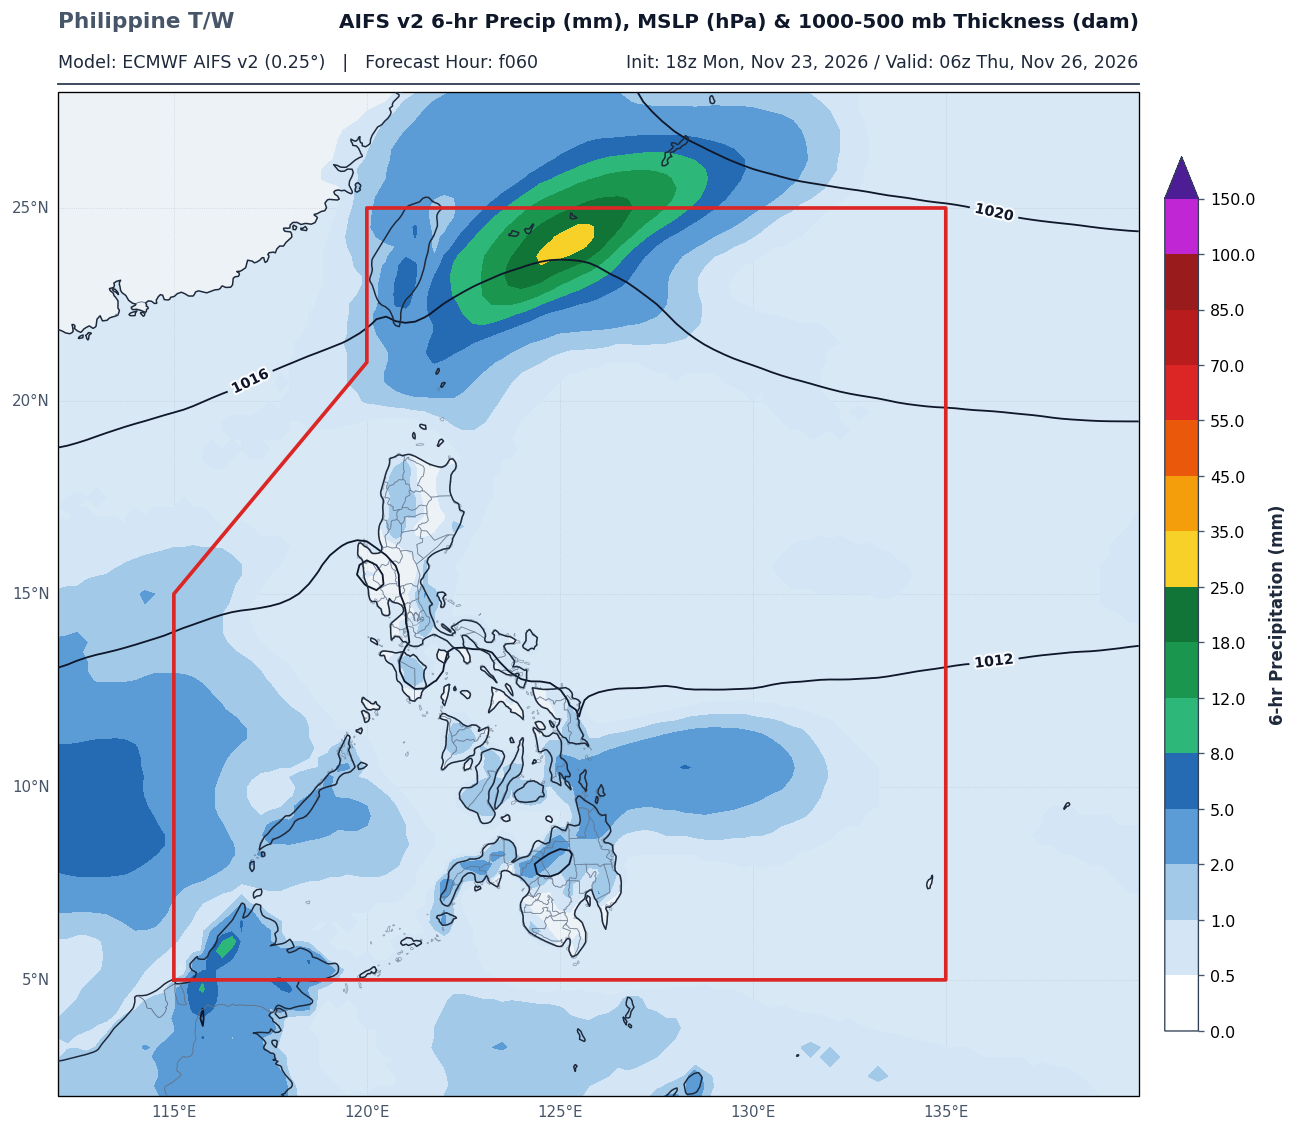 Philippine T/W
AIFS v2 6-hr Precip (mm), MSLP (hPa) & 1000-500 mb Thickness (dam)
Model: ECMWF AIFS v2 (0.25°) | Forecast Hour: f060
Init: 18z Mon, Nov 23, 2026 / Valid: 06z Thu, Nov 26, 2026
25°N
20°N
15°N
10°N
5°N
115°E
120°E
125°E
130°E
135°E
1020
1016
1012
150.0
100.0
85.0
70.0
55.0
45.0
35.0
30.0
25.0
18.0
12.0
8.0
5.0
2.0
1.0
0.5
0.0
6-hr Precipitation (mm)